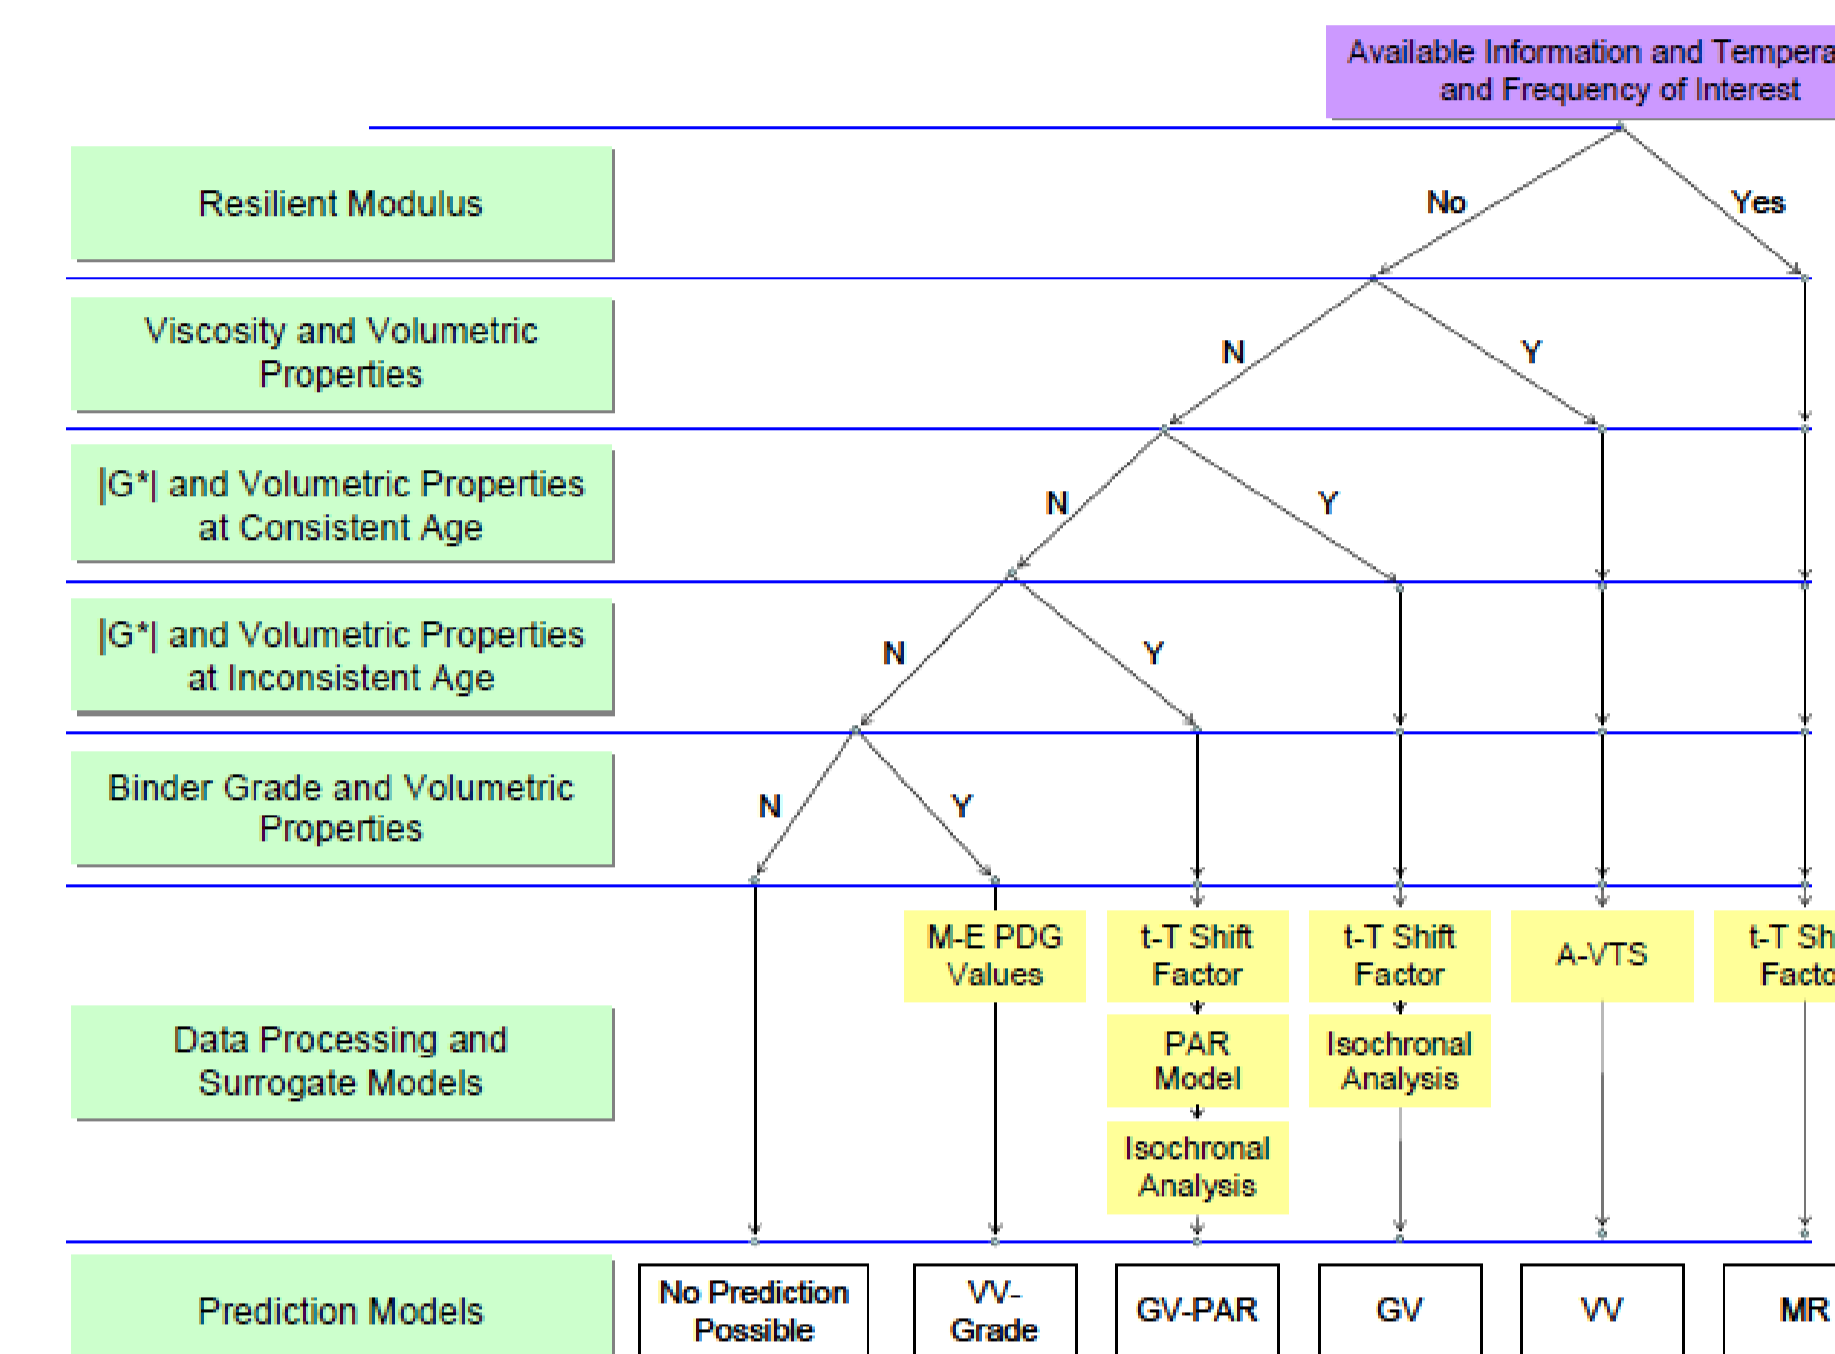 Available Information and Tempera
and Frequency of Interest
Resilient Modulus
No
Yes
Viscosity and Volumetric
Properties
N
Y
|G*| and Volumetric Properties
at Consistent Age
N
Y
|G*| and Volumetric Properties
at Inconsistent Age
N
Y
Binder Grade and Volumetric
Properties
N
Y
Data Processing and
Surrogate Models
M-E PDG
Values
t-T Shift
Factor
PAR
Model
Isochronal
Analysis
t-T Shift
Factor
Isochronal
Analysis
A-VTS
t-T Sh
Facto
Prediction Models
No Prediction
Possible
VV-
Grade
GV-PAR
GV
VV
MR